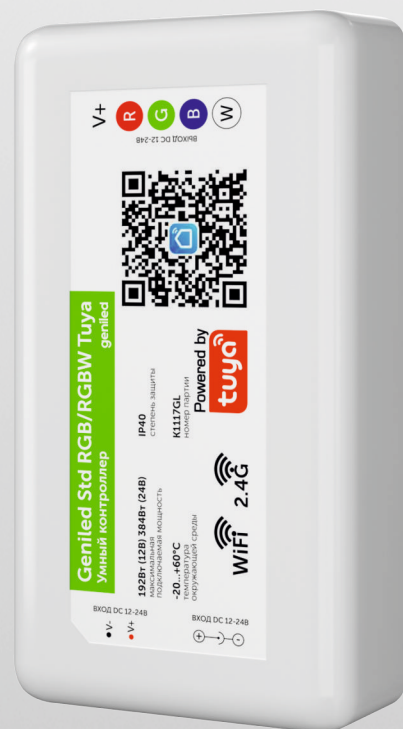 Geniled Std RGB/RGBW Tuya
Умный контроллер
geniled
192Вт (12В) 384Вт (24В)
максимальная
подключаемая мощность
IP40
степень защиты
-20...+60°C
температура
окружающей среды
K1117GL
номер партии
WiFi
2.4G
Powered by
tuya
ВХОД DC 12-24В
V-
V+
ВХОД DC 12-24В
V+
R
G
B
W
ВЫХОД DC 12-24В